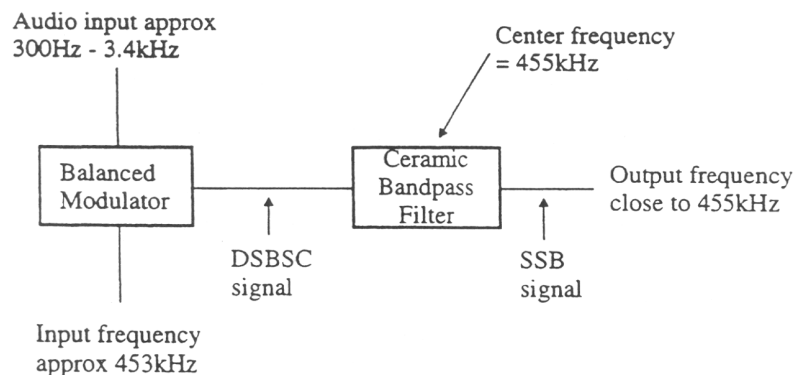 Audio input approx
300Hz - 3.4kHz
Center frequency
= 455kHz
Balanced
Modulator
Ceramic
Bandpass
Filter
Output frequency
close to 455kHz
DSBSC
signal
SSB
signal
Input frequency
approx 453kHz